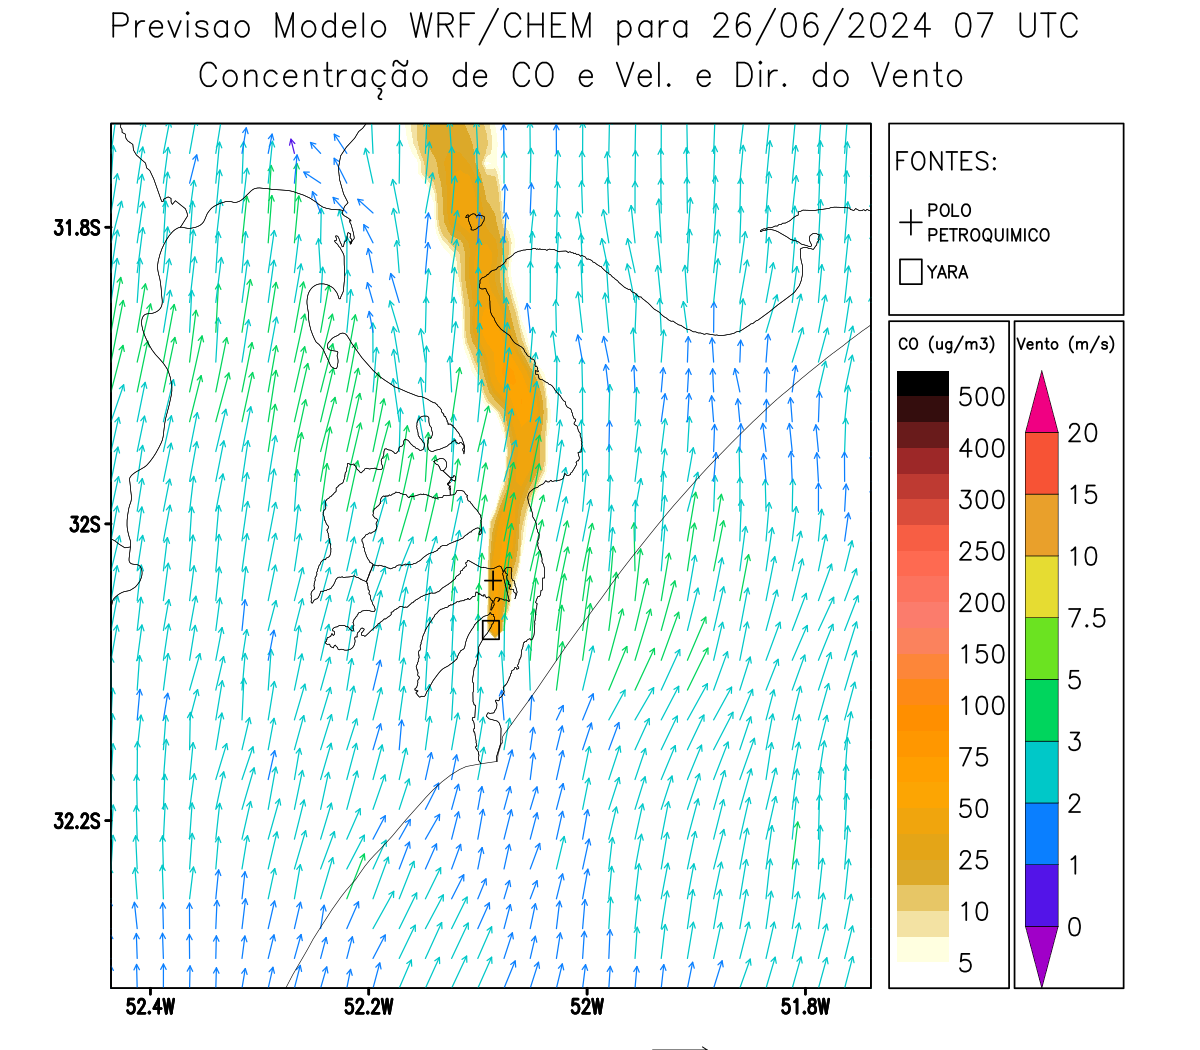 Previsao Modelo WRF/CHEM para 26/06/2024 07 UTC
Concentração de CO e Vel. e Dir. do Vento
FONTES:
POLO
PETROQUIMICO
YARA
CO (ug/m3)
500
400
300
250
200
150
100
75
50
25
10
5
Vento (m/s)
20
15
10
7.5
5
3
2
1
0
31.8S
32S
32.2S
52.4W
52.2W
52W
51.8W